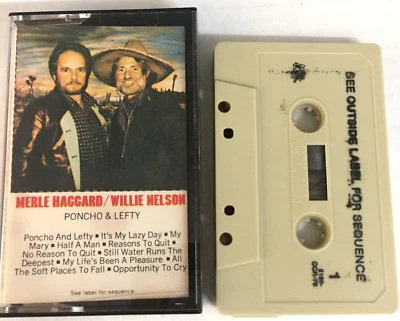 MERLE HAGGARD/WILLIE NELSON
PONCHO & LEFTY
Poncho And Lefty ■ It's My Lazy Day ■ My
Mary ■ Half A Man ■ Reasons To Quit ■
No Reason To Quit ■ Still Water Runs The
Deepest ■ My Life's Been A Pleasure ■ All
The Soft Places To Fall ■ Opportunity To Cry
See label for sequence.
SEE OUTSIDE LABEL FOR SEQUENCE
1